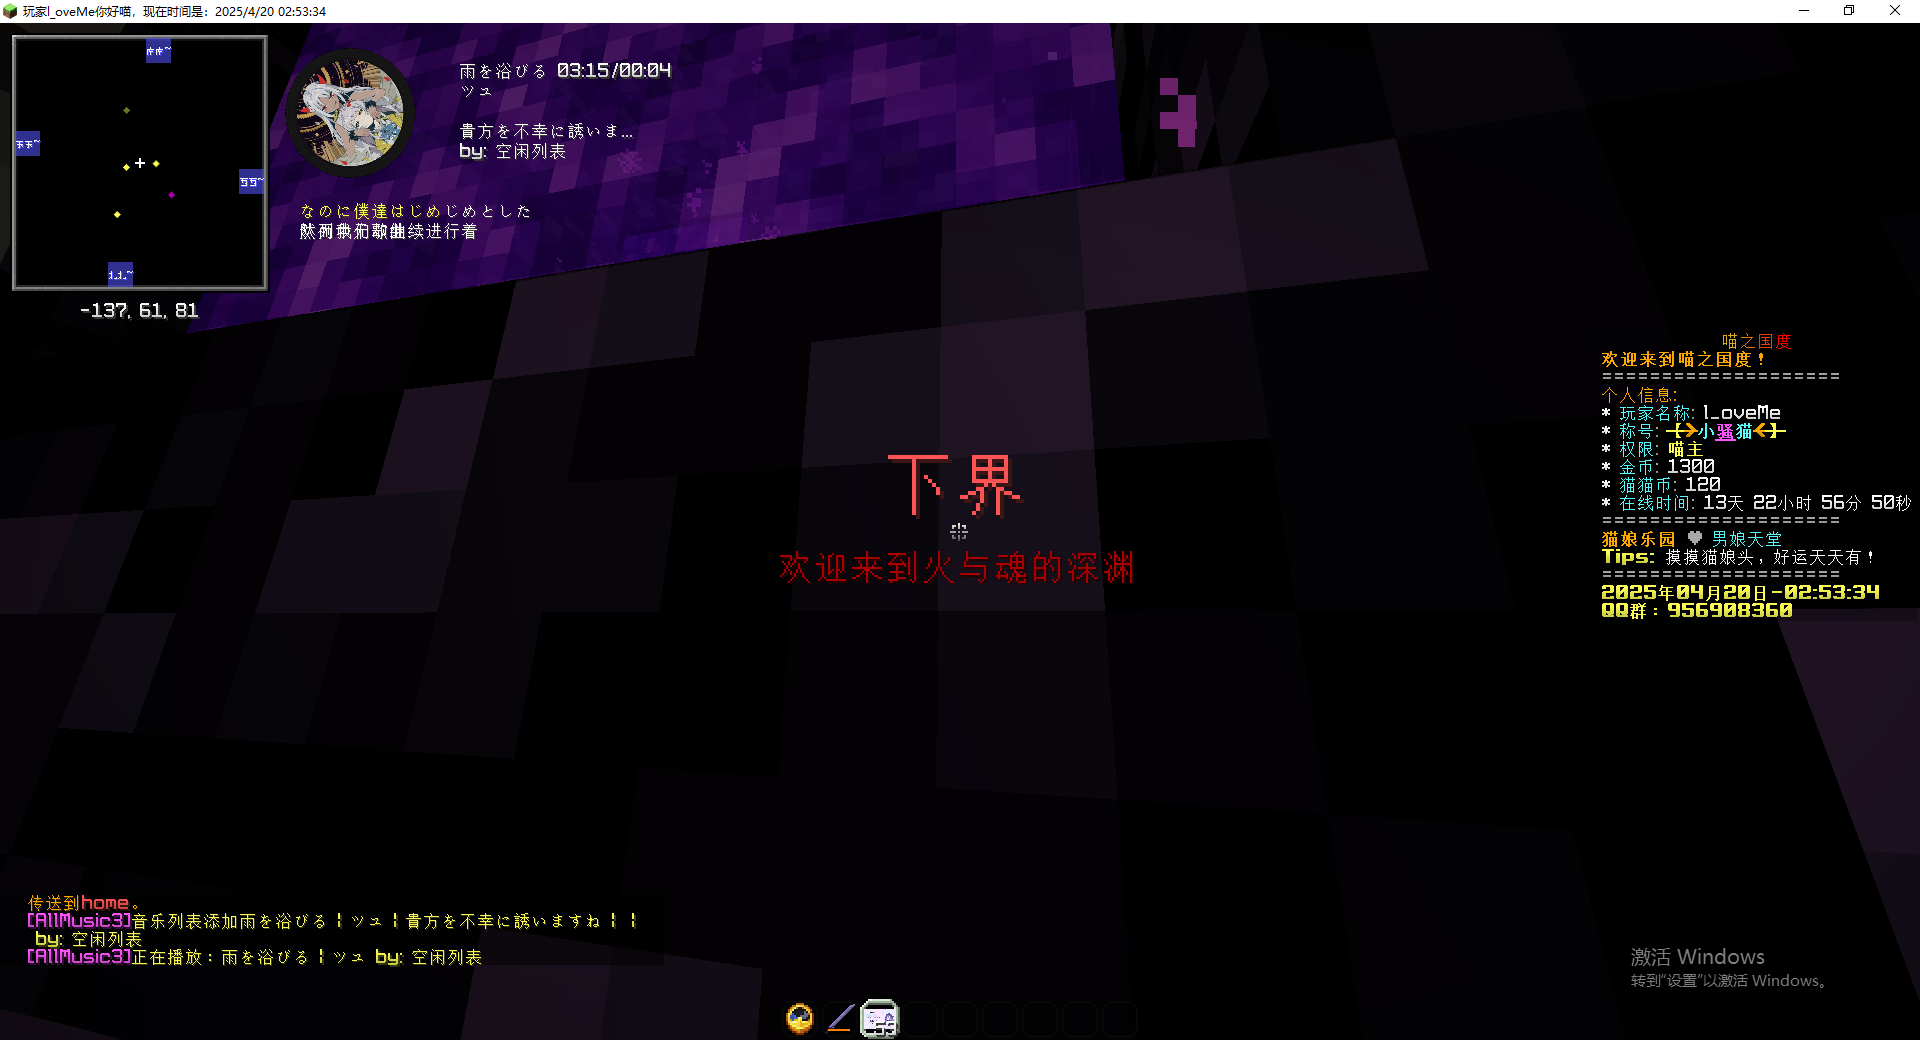 玩家l_oveMe你好喵，现在时间是：2025/4/20 02:53:34
雨を浴びる 03:15/00:04
ツユ
貴方を不幸に誘いま...
by: 空闲列表
なのに僕達はじめじめとした
-137, 61, 81
喵之国度
欢迎来到喵之国度！
====================
个人信息:
* 玩家名称: l_oveMe
* 称号: 小骚猫
* 权限: 喵主
* 金币: 1300
* 猫猫币: 120
* 在线时间: 13天 22小时 56分 50秒
====================
猫娘乐园 ♥ 男娘天堂
Tips: 摸摸猫娘头，好运天天有！
====================
2025年04月20日-02:53:34
QQ群：956908360
下界
欢迎来到火与魂的深渊
传送到home。
[AllMusic3]音乐列表添加雨を浴びる | ツユ | 貴方を不幸に誘いますね | |
by: 空闲列表
[AllMusic3]正在播放：雨を浴びる | ツユ by: 空闲列表
激活 Windows
转到“设置”以激活 Windows。